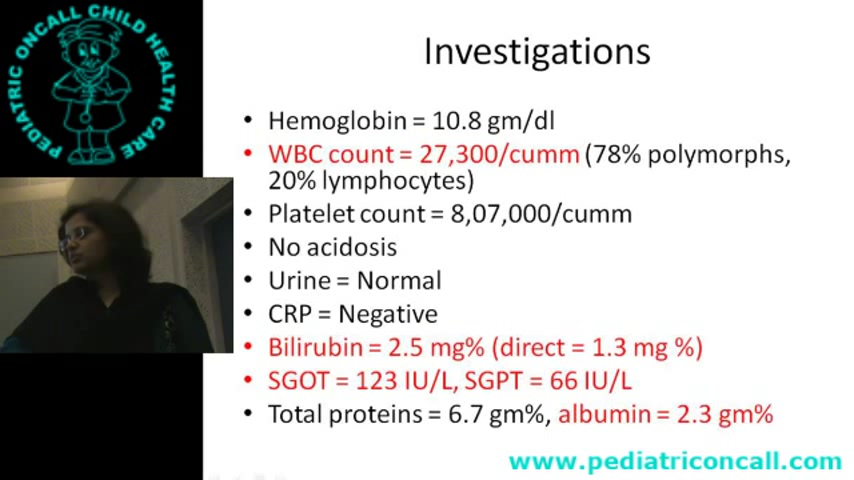 PEDIATRIC ONCALL CHILD HEALTH CARE
Investigations
• Hemoglobin = 10.8 gm/dl
• WBC count = 27,300/cumm (78% polymorphs,
20% lymphocytes)
• Platelet count = 8,07,000/cumm
• No acidosis
• Urine = Normal
• CRP = Negative
• Bilirubin = 2.5 mg% (direct = 1.3 mg %)
• SGOT = 123 IU/L, SGPT = 66 IU/L
• Total proteins = 6.7 gm%, albumin = 2.3 gm%
www.pediatriconcall.com